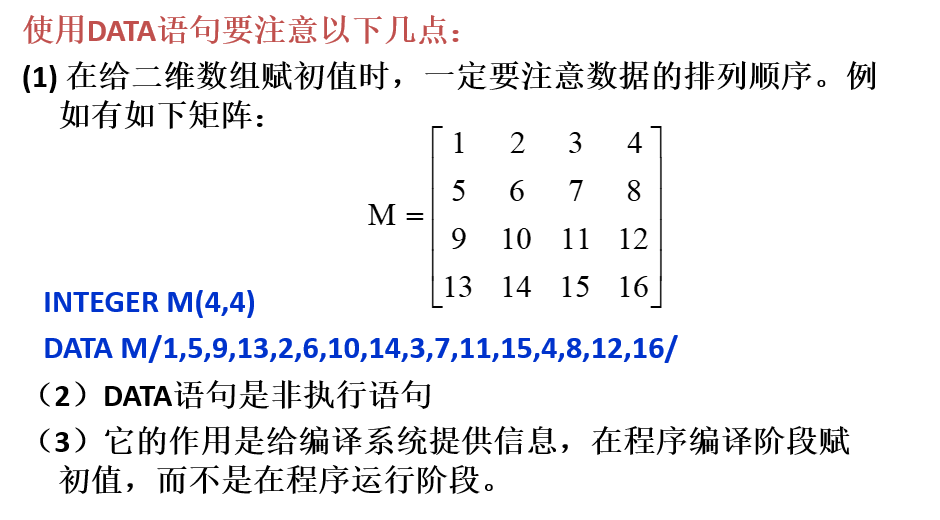 使用DATA语句要注意以下几点：
(1) 在给二维数组赋初值时，一定要注意数据的排列顺序。例
如有如下矩阵：
1 2 3 4
5 6 7 8
M =
9 10 11 12
13 14 15 16
INTEGER M(4,4)
DATA M/1,5,9,13,2,6,10,14,3,7,11,15,4,8,12,16/
（2）DATA语句是非执行语句
（3）它的作用是给编译系统提供信息，在程序编译阶段赋
初值，而不是在程序运行阶段。